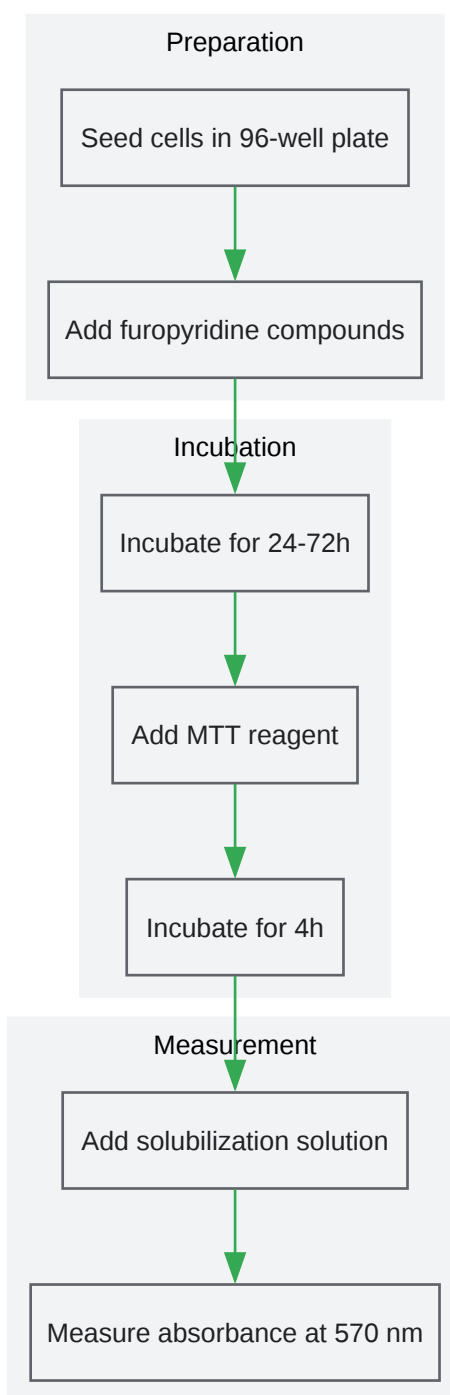 Preparation
Seed cells in 96-well plate
Add furopyridine compounds
Incubation
Incubate for 24-72h
Add MTT reagent
Incubate for 4h
Measurement
Add solubilization solution
Measure absorbance at 570 nm